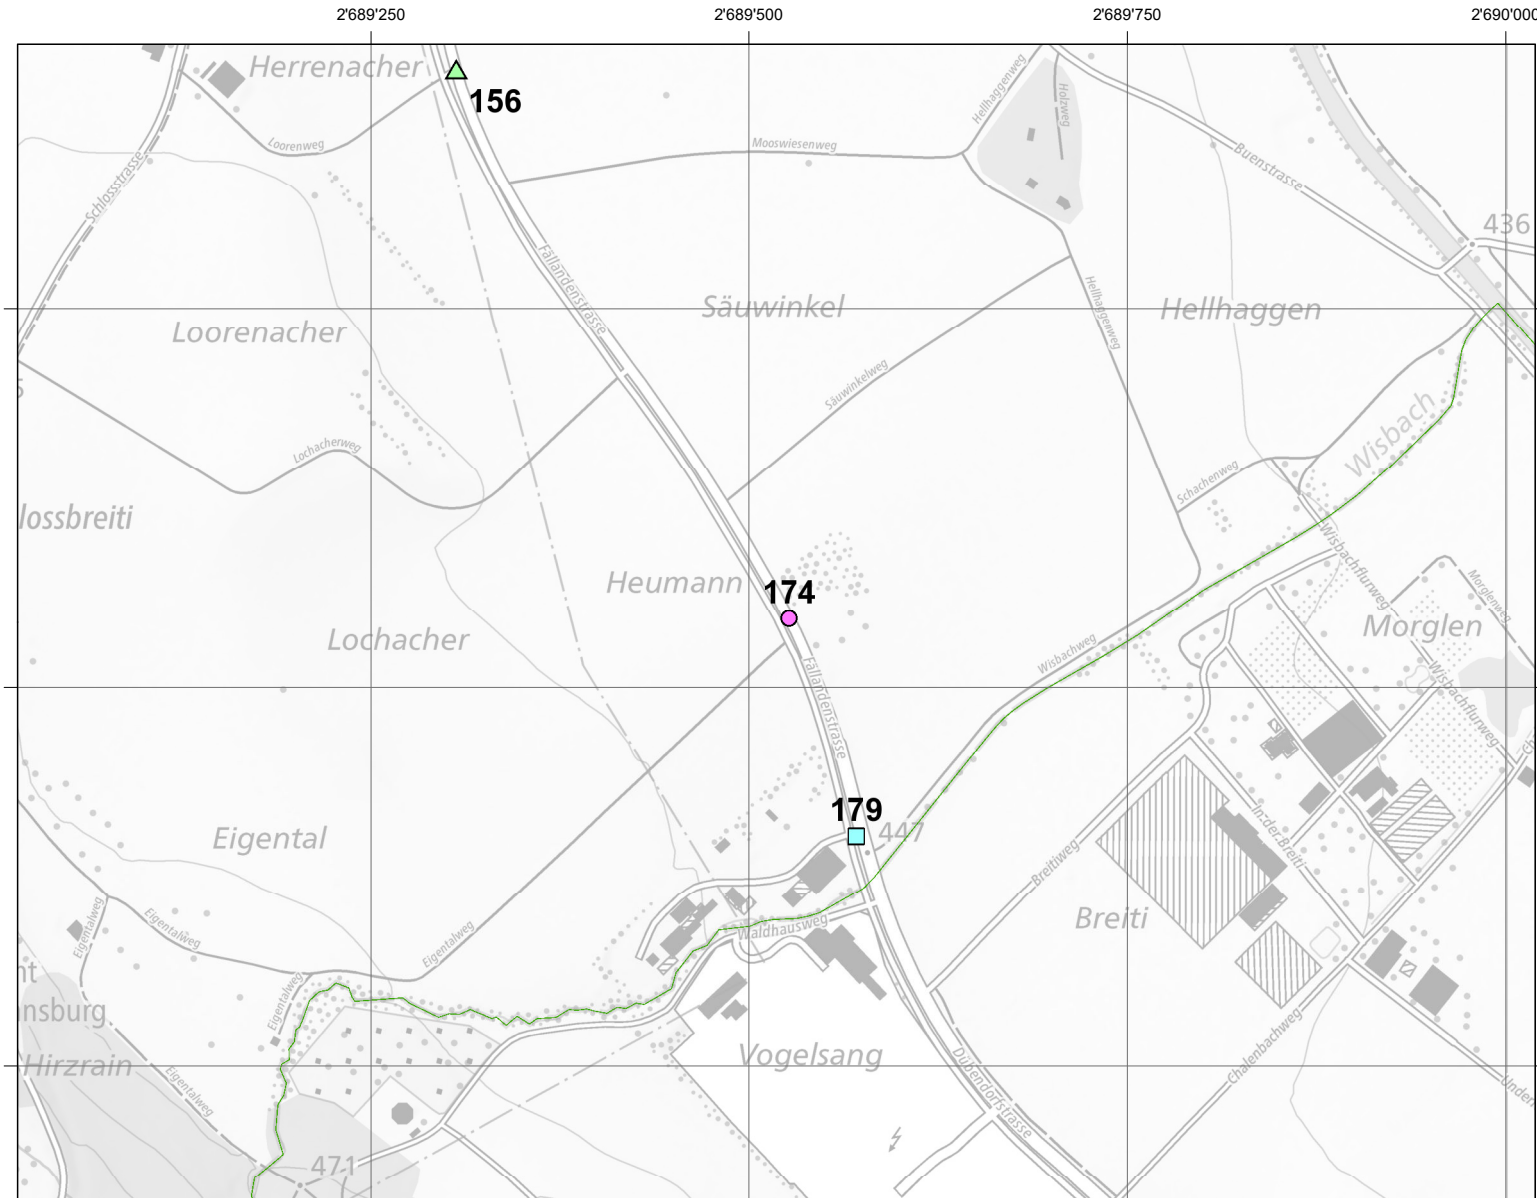 2'689'250
2'689'500
2'689'750
2'690'000
Herrenacher
156
Loorenweg
Mooswiesenweg
Hellhaggenweg
Holzweg
Buenstrasse
Schlossstrasse
436
Fällandenstrasse
Säuwinkel
Hellhaggenweg
Hellhaggen
Loorenacher
Säuwinkelweg
Wisbach
Lochacherweg
Schachenweg
lossbreiti
Wisbachflurweg
Heumann
174
Morglenweg
Morglen
Lochacher
Wisbachweg
Fällandenstrasse
Wisbachflurweg
179
447
Eigental
In der Breiti
Breitiweg
Eigentalweg
Eigentalweg
Eigentalweg
Waldhausweg
Breiti
nt
nsburg
Eigentalweg
Hirzrain
Eigentalweg
Vogelsang
Dübendorfstrasse
Chalenbachweg
Under
471